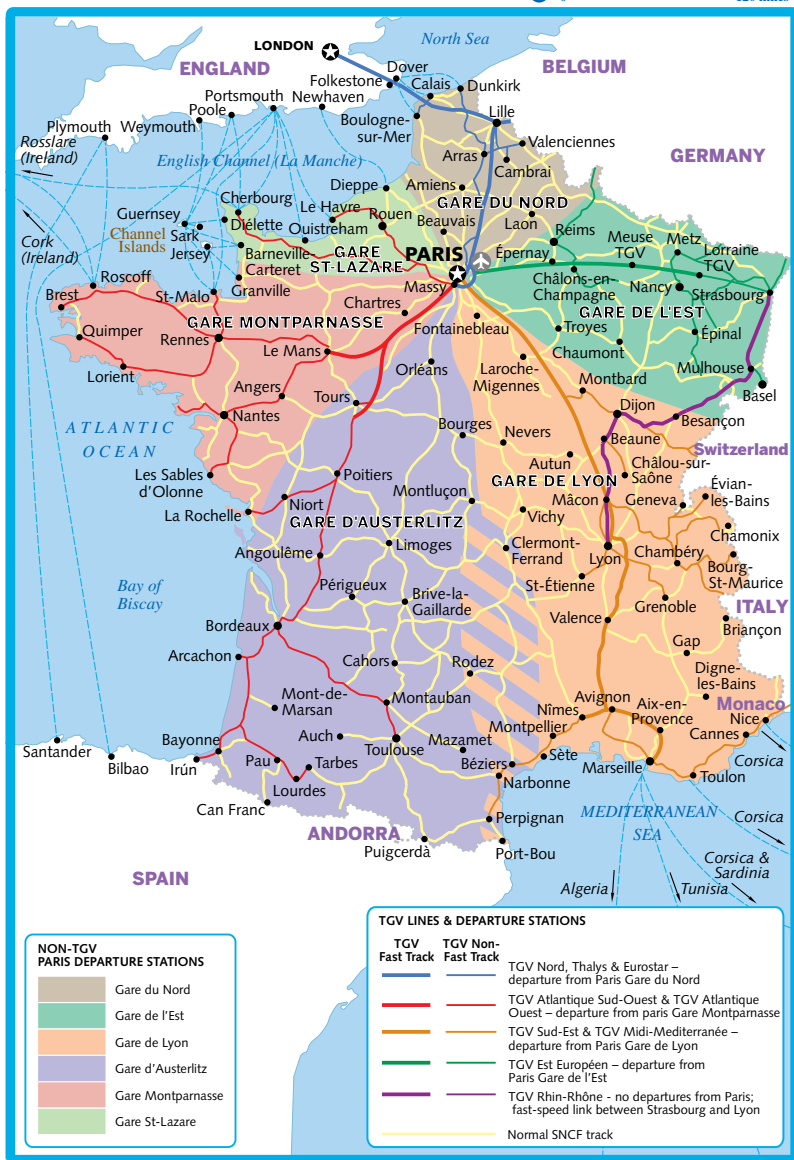 LONDON
North Sea
ENGLAND
BELGIUM
Dover
Folkestone
Calais
Dunkirk
Portsmouth
Newhaven
Poole
Boulogne-
sur-Mer
Lille
Plymouth
Weymouth
Valenciennes
Rosslare
(Ireland)
English Channel (La Manche)
Arras
Cambrai
GERMANY
Dieppe
Amiens
Cherbourg
Le Havre
GARE DU NORD
Guernsey
Diélette
Rouen
Beauvais
Laon
Reims
Channel
Islands
Sark
Ouistreham
Meuse
TGV
Metz
Lorraine
TGV
Cork
(Ireland)
Jersey
Barneville-
Carteret
GARE
ST-LAZARE
PARIS
Épernay
Roscoff
Granville
Massy
Châlons-en-
Champagne
Nancy
Strasbourg
Brest
St-Malo
Chartres
GARE DE L'EST
Quimper
GARE MONTPARNASSE
Fontainebleau
Troyes
Épinal
Rennes
Le Mans
Chaumont
Lorient
Orléans
Laroche-
Migennes
Mulhouse
Angers
Montbard
Basel
Tours
Dijon
Nantes
Besançon
ATLANTIC
OCEAN
Bourges
Nevers
Beaune
Switzerland
Autun
Châlou-sur-
Saône
Les Sables
d'Olonne
Poitiers
GARE DE LYON
Évian-
les-Bains
Montluçon
Mâcon
Geneva
La Rochelle
Niort
Vichy
GARE D'AUSTERLITZ
Chamonix
Angoulême
Limoges
Clermont-
Ferrand
Lyon
Chambéry
Bourg-
St-Maurice
Bay of
Biscay
Périgueux
Brive-la-
Gaillarde
St-Étienne
Grenoble
ITALY
Bordeaux
Valence
Briançon
Arcachon
Cahors
Rodez
Gap
Digne-
les-Bains
Mont-de-
Marsan
Montauban
Nîmes
Avignon
Aix-en-
Provence
Monaco
Nice
Santander
Bayonne
Auch
Mazamet
Montpellier
Cannes
Bilbao
Irún
Pau
Tarbes
Toulouse
Béziers
Sète
Marseille
Toulon
Corsica
Lourdes
Narbonne
Can Franc
Perpignan
MEDITERRANEAN
SEA
Corsica
ANDORRA
Puigcerdà
Port-Bou
Corsica &
Sardinia
SPAIN
Algeria
Tunisia
NON-TGV
PARIS DEPARTURE STATIONS
Gare du Nord
Gare de l'Est
Gare de Lyon
Gare d'Austerlitz
Gare Montparnasse
Gare St-Lazare
TGV LINES & DEPARTURE STATIONS
TGV
Fast Track
TGV Non-
Fast Track
TGV Nord, Thalys & Eurostar –
departure from Paris Gare du Nord
TGV Atlantique Sud-Ouest & TGV Atlantique
Ouest – departure from paris Gare Montparnasse
TGV Sud-Est & TGV Midi-Mediterranée –
departure from Paris Gare de Lyon
TGV Est Européen – departure from
Paris Gare de l'Est
TGV Rhin-Rhône - no departures from Paris;
fast-speed link between Strasbourg and Lyon
Normal SNCF track